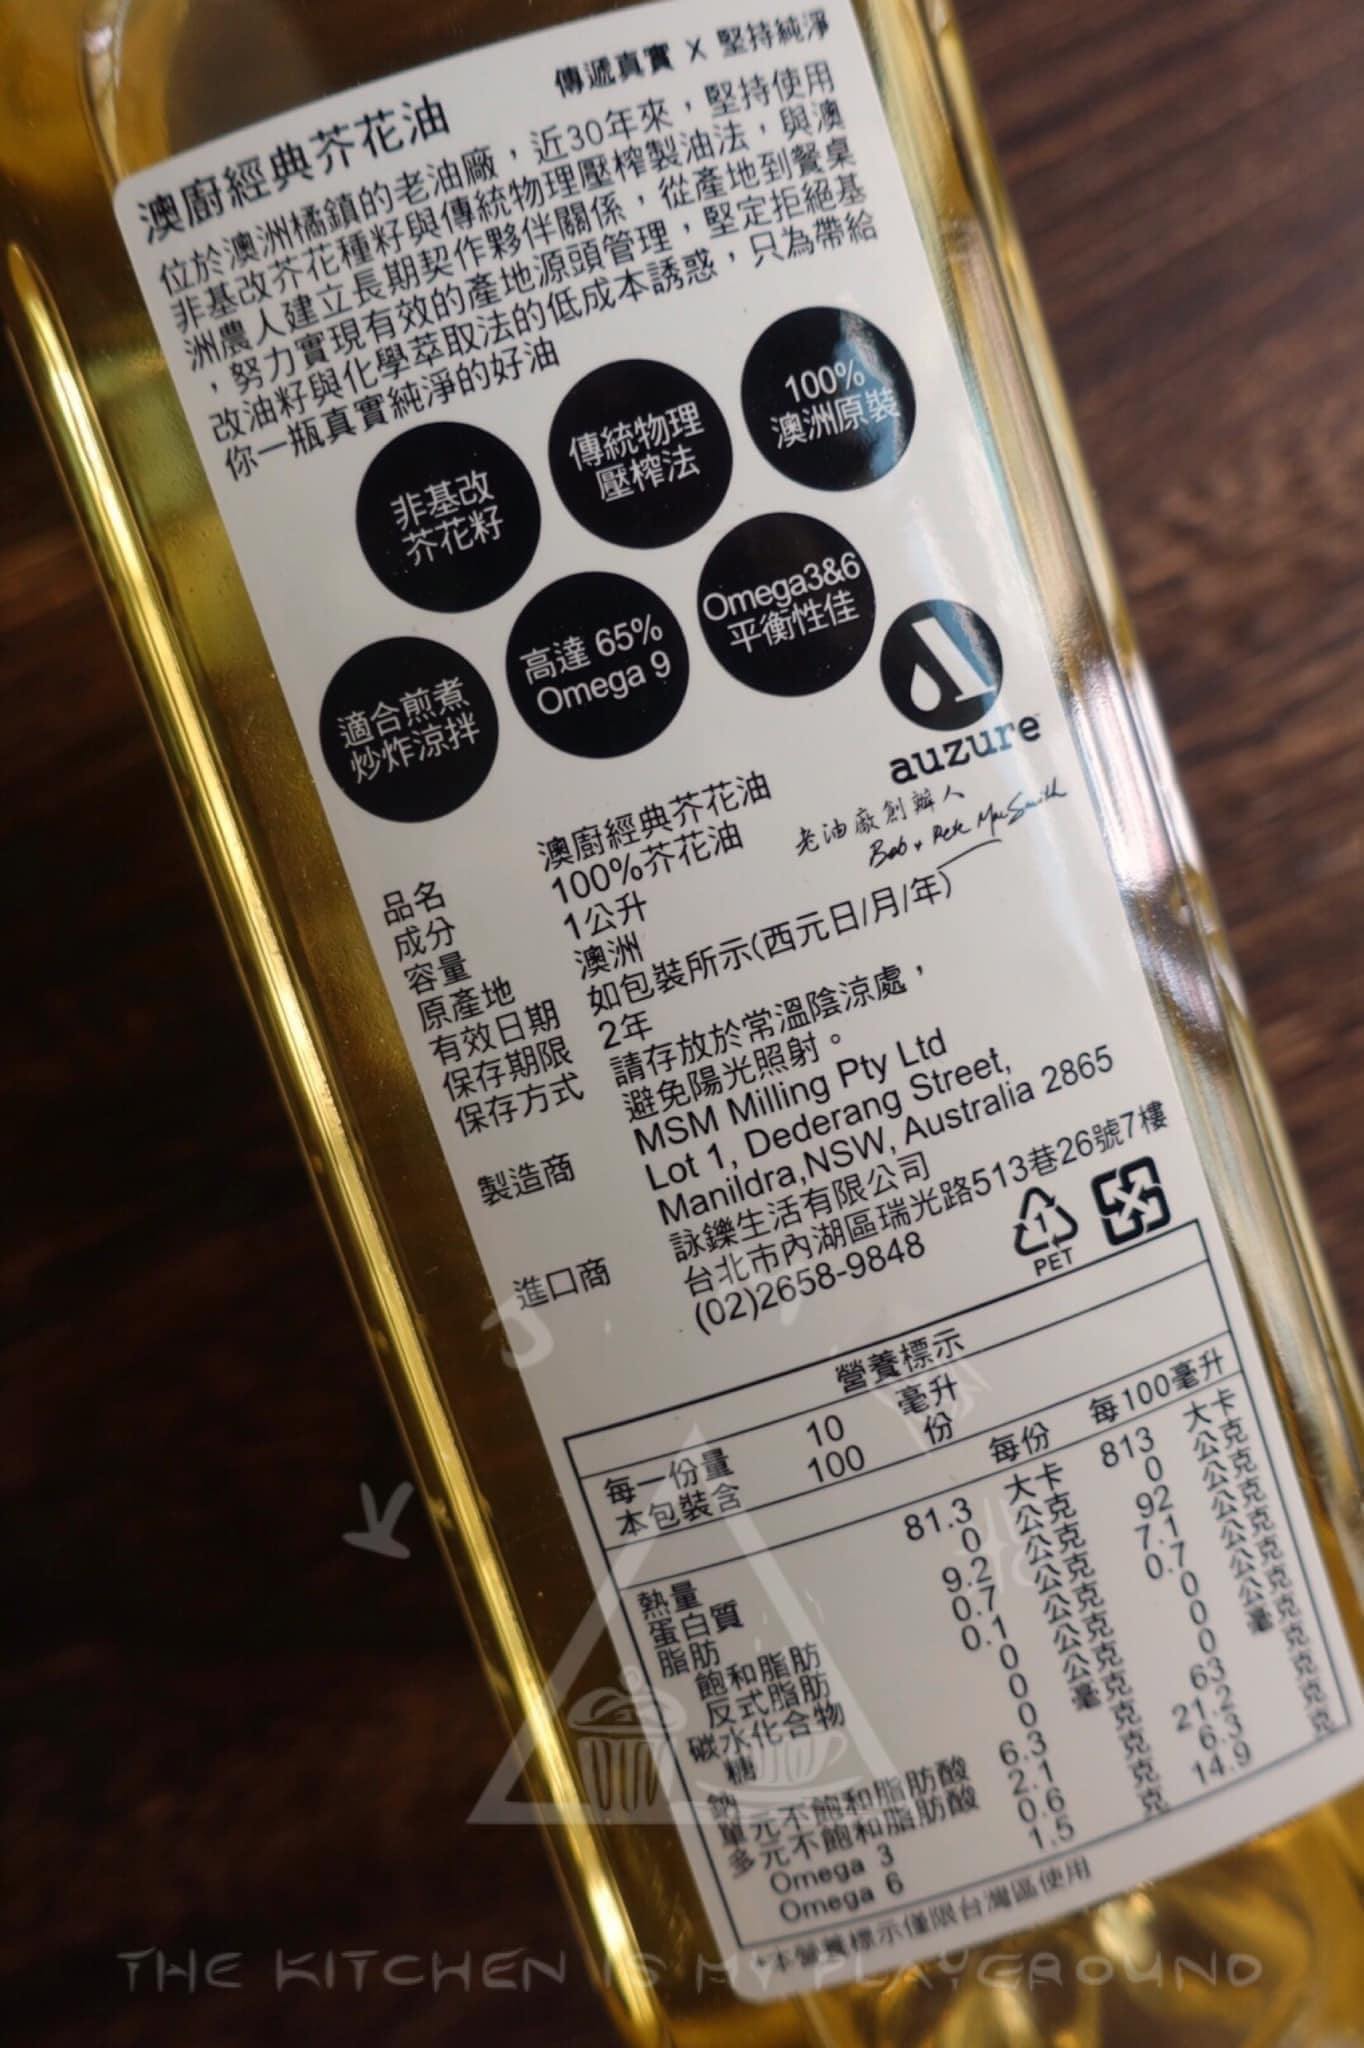 傳遞真實 X 堅持純淨
澳廚經典芥花油
位於澳洲橘鎮的老油廠，近30年來，堅持使用
非基改芥花種籽與傳統物理壓榨製油法，與澳
洲農人建立長期契作夥伴關係，從產地到餐桌
，努力實現有效的產地源頭管理，堅定拒絕基
改油籽與化學萃取法的低成本誘惑，只為帶給
你一瓶真實純淨的好油
非基改
芥花籽
傳統物理
壓榨法
100%
澳洲原裝
適合煎煮
炒炸涼拌
高達 65%
Omega 9
Omega3&6
平衡性佳
auzure
老油廠創辦人
Bob & Pete MacSmith
品名 澳廚經典芥花油
成分 100%芥花油
容量 1公升
原產地 澳洲
有效日期 如包裝所示(西元日/月/年)
保存期限 2年
保存方式 請存放於常溫陰涼處，
避免陽光照射。
製造商 MSM Milling Pty Ltd
Lot 1, Dederang Street,
Manildra,NSW, Australia 2865
進口商 詠鑠生活有限公司
台北市內湖區瑞光路513巷26號7樓
(02)2658-9848
1
PET
營養標示
每一份量 10 毫升
本包裝含 100 份
每份 每100毫升
熱量 81.3 大卡 813 大卡
蛋白質 0 公克 0 公克
脂肪 9.2 公克 92 公克
飽和脂肪 0.7 公克 7.1 公克
反式脂肪 0.1 公克 0.7 公克
碳水化合物 0 公克 0 公克
糖 0 公克 0 公克
鈉 0 毫克 0 毫克
單元不飽和脂肪酸 6.3 克 63 克
多元不飽和脂肪酸 2.1 克 21.2 克
Omega 3 0.6 克 6.3 克
Omega 6 1.5 克 14.9 克
*本營養標示僅限台灣區使用
THE KITCHEN IS MY PLAYGROUND